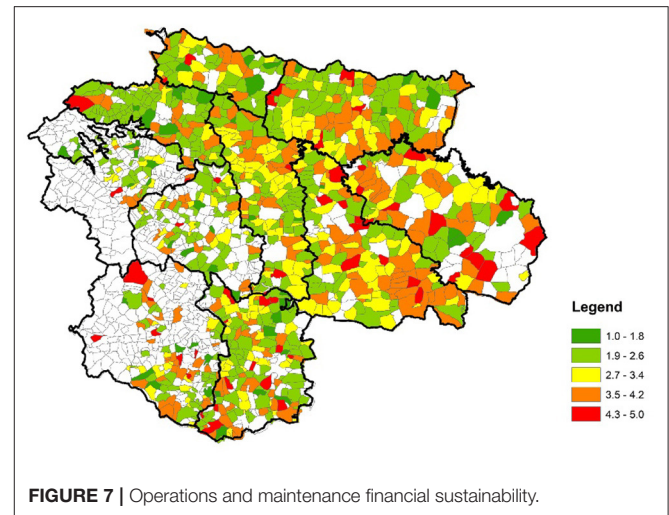 Legend
1.0 - 1.8
1.9 - 2.6
2.7 - 3.4
3.5 - 4.2
4.3 - 5.0
FIGURE 7 | Operations and maintenance financial sustainability.